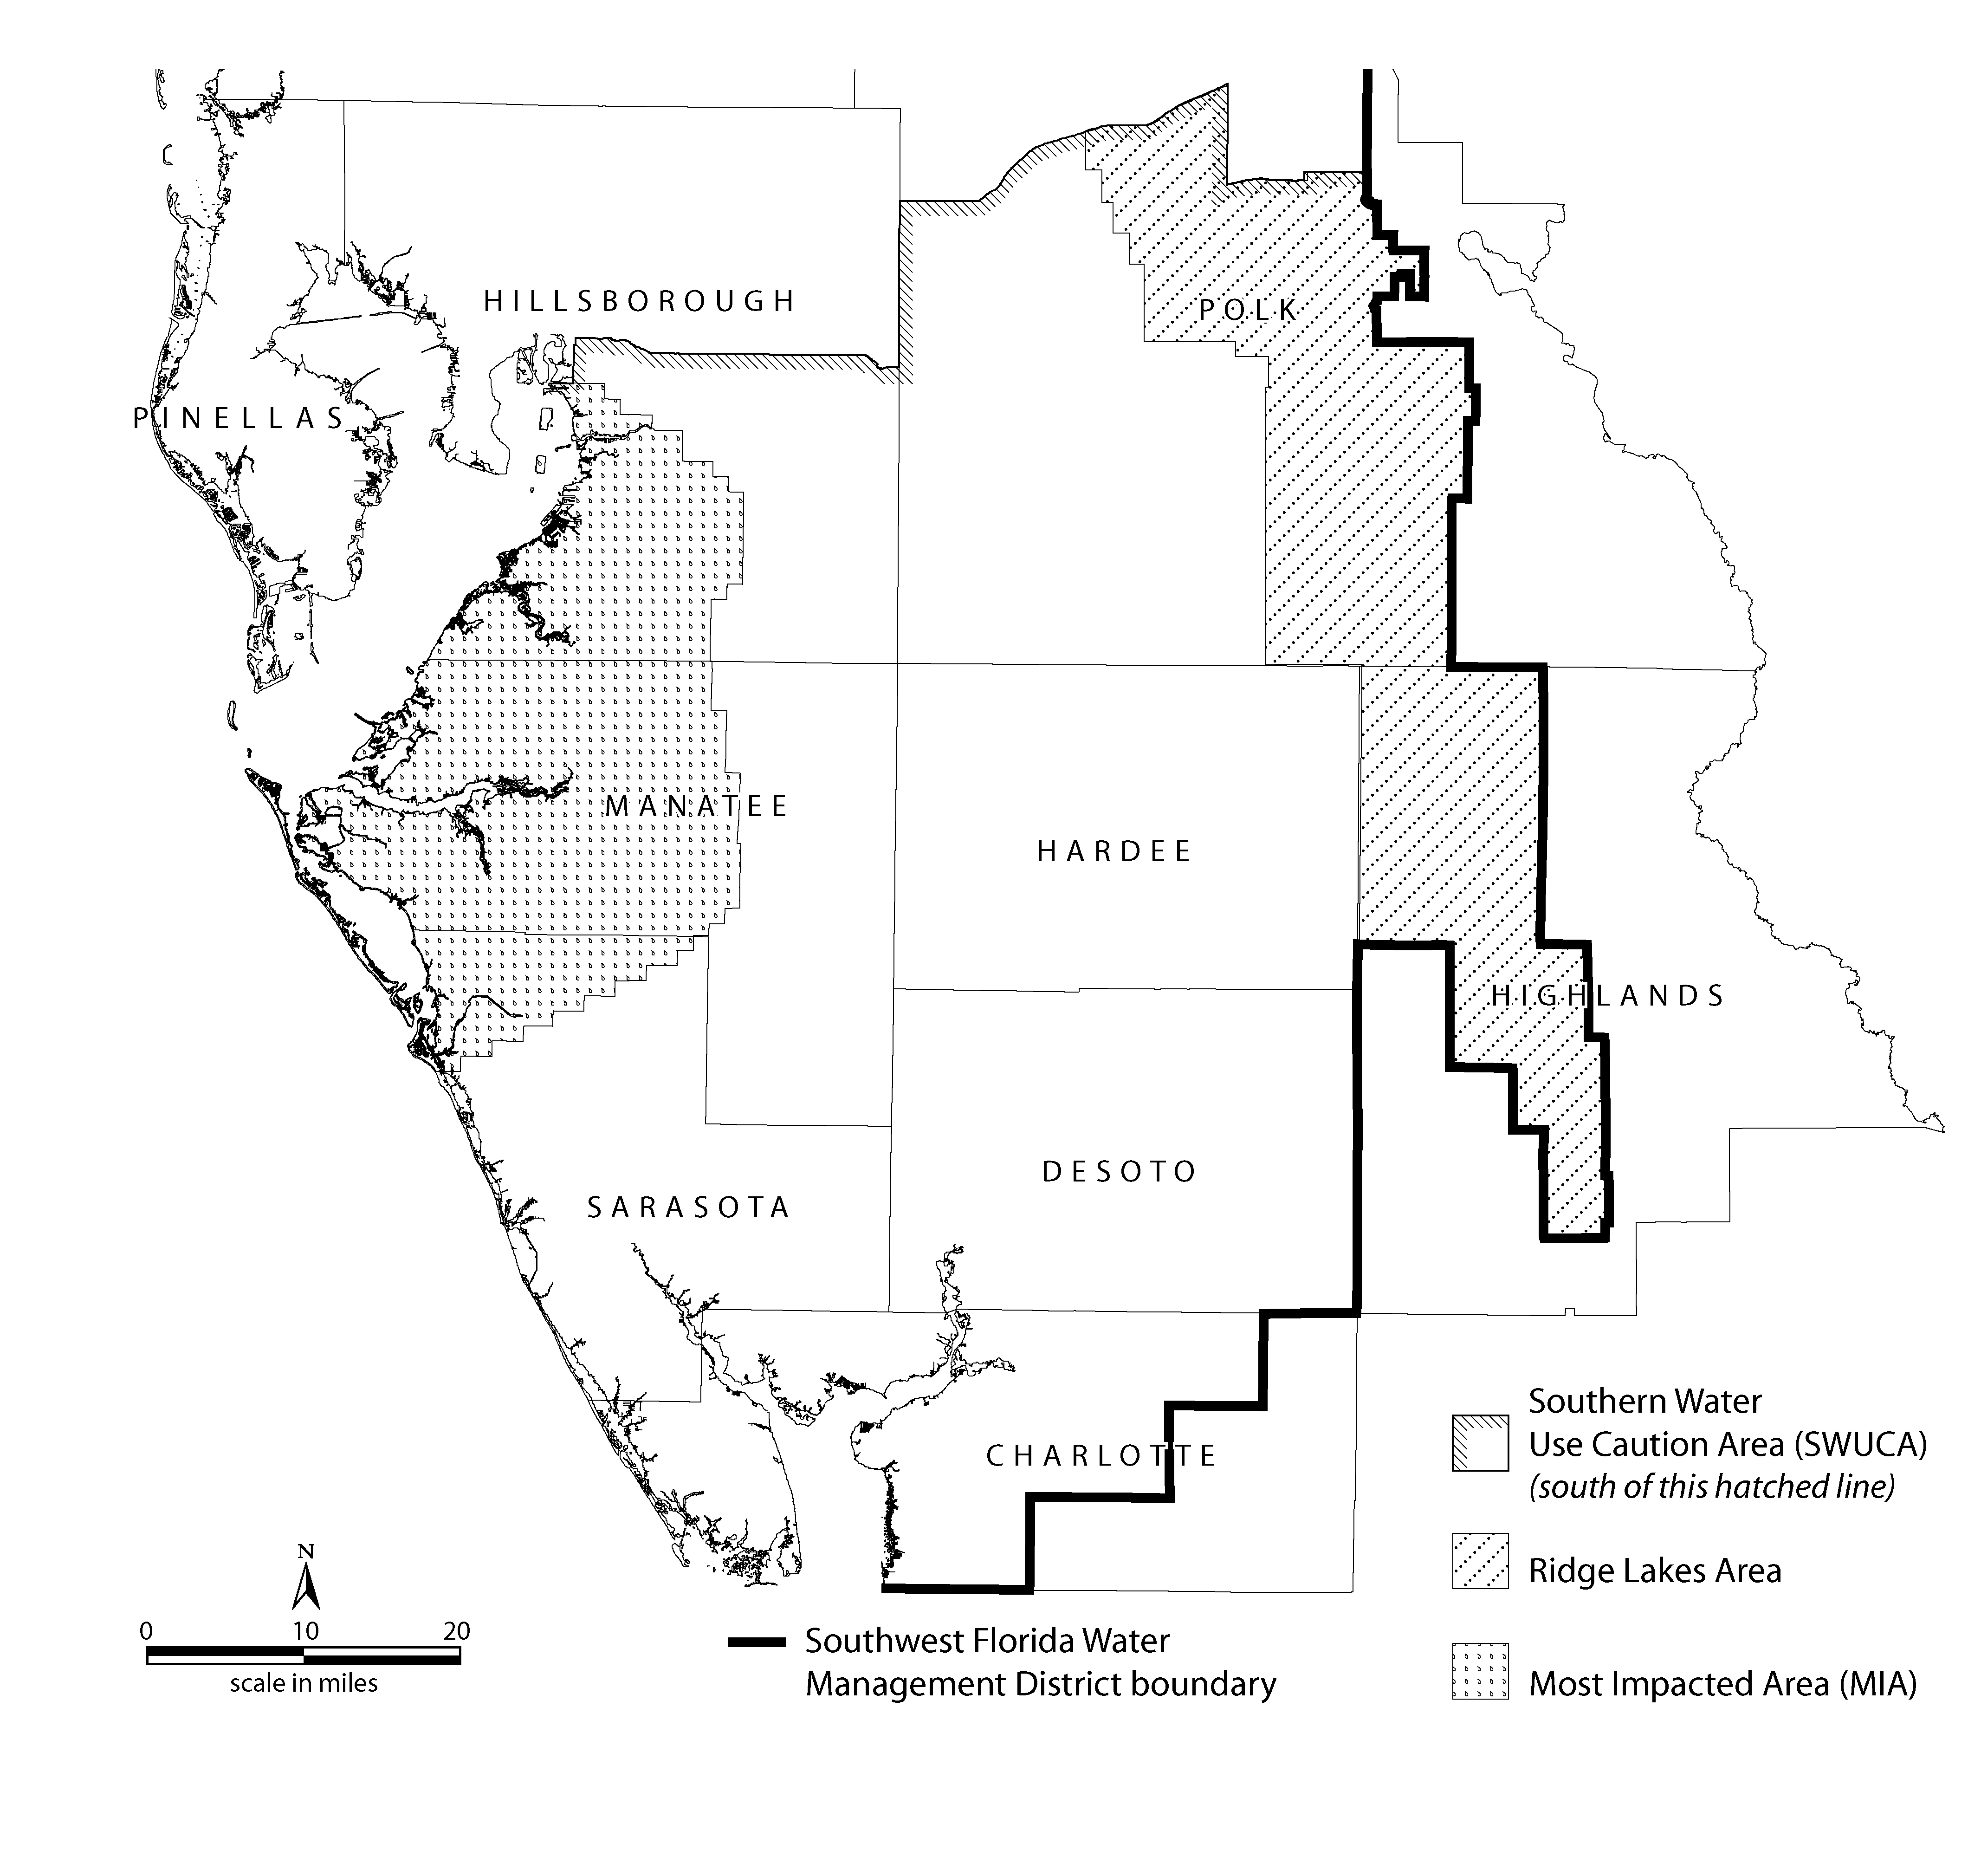 HILLSBOROUGH
POLK
PINELLAS
MANATEE
HARDEE
HIGHLANDS
DESOTO
SARASOTA
CHARLOTTE
Southern Water
Use Caution Area (SWUCA)
(south of this hatched line)
Ridge Lakes Area
Most Impacted Area (MIA)
N
0 10 20
scale in miles
Southwest Florida Water
Management District boundary